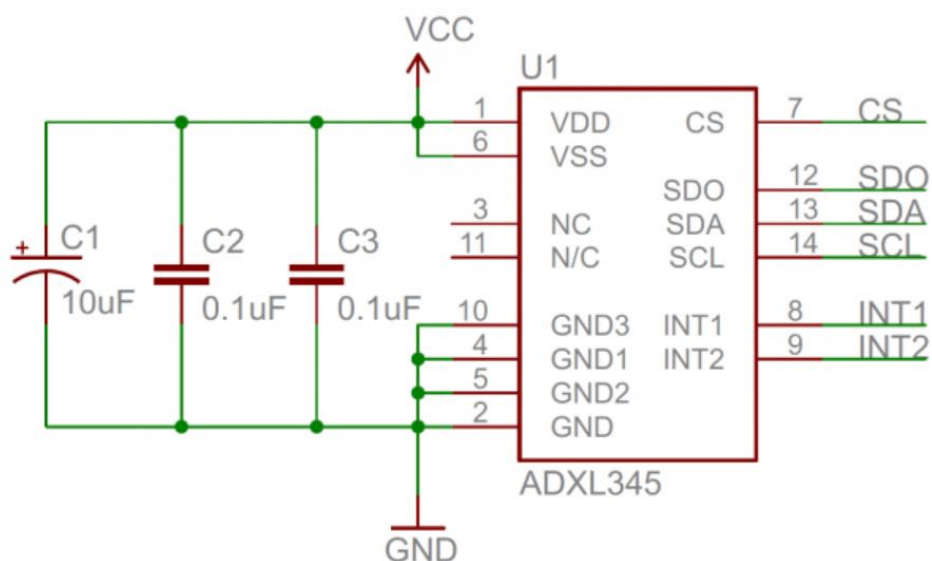 VCC
U1
1 VDD CS 7 CS
6 VSS
SDO 12 SDO
3 NC SDA 13 SDA
11 N/C SCL 14 SCL
+ C1 C2 C3
10uF 0.1uF 0.1uF
10 GND3 INT1 8 INT1
4 GND1 INT2 9 INT2
5 GND2
2 GND
ADXL345
GND